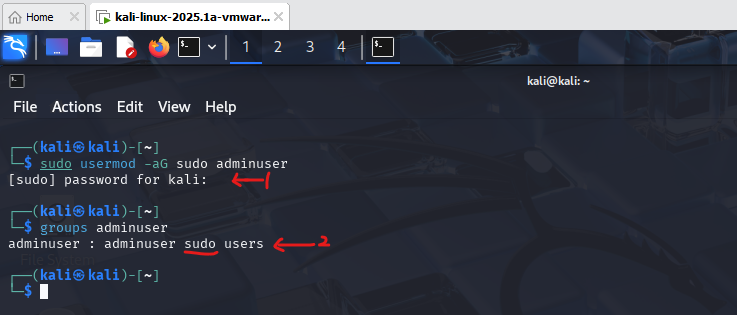 Home
kali-linux-2025.1a-vmwar...
1 2 3 4
kali@kali: ~
File Actions Edit View Help
┌──(kali㉿kali)-[~]
└─$ sudo usermod -aG sudo adminuser
[sudo] password for kali:
1
┌──(kali㉿kali)-[~]
└─$ groups adminuser
adminuser : adminuser sudo users
2
File System
┌──(kali㉿kali)-[~]
└─$